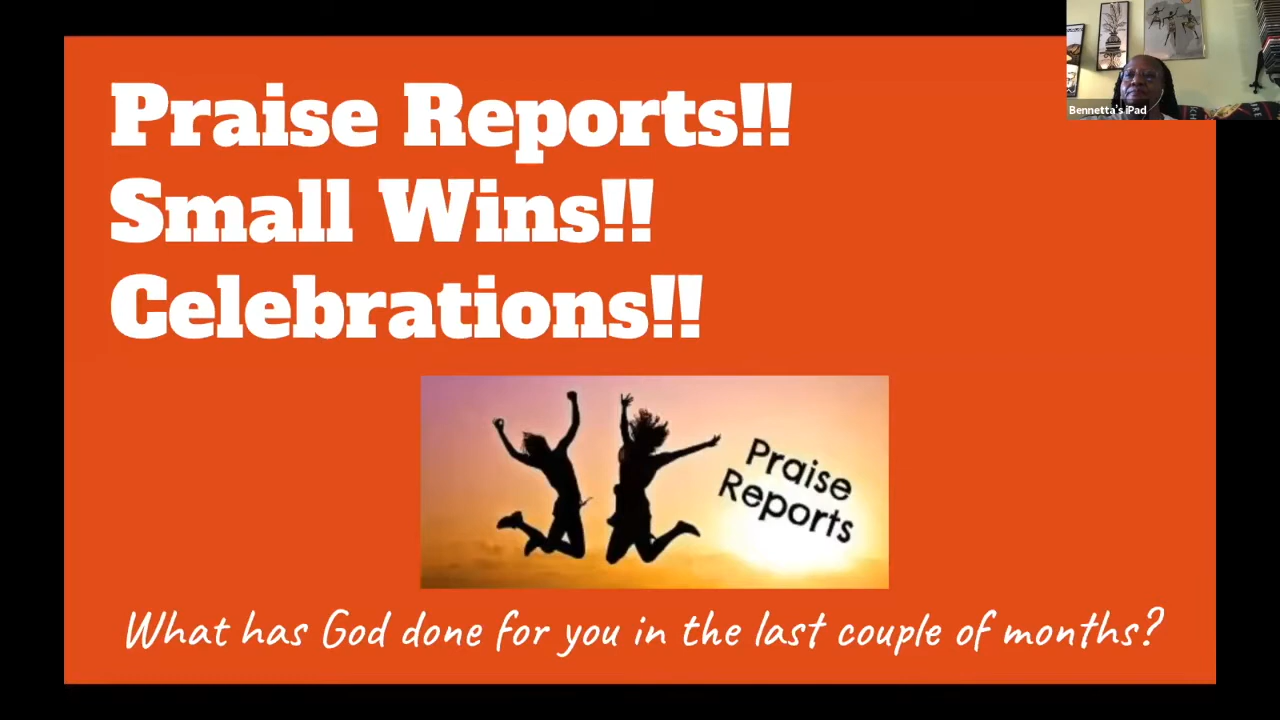 Praise Reports!!
Small Wins!!
Celebrations!!
Praise
Reports
What has God done for you in the last couple of months?
Bennetta's iPad